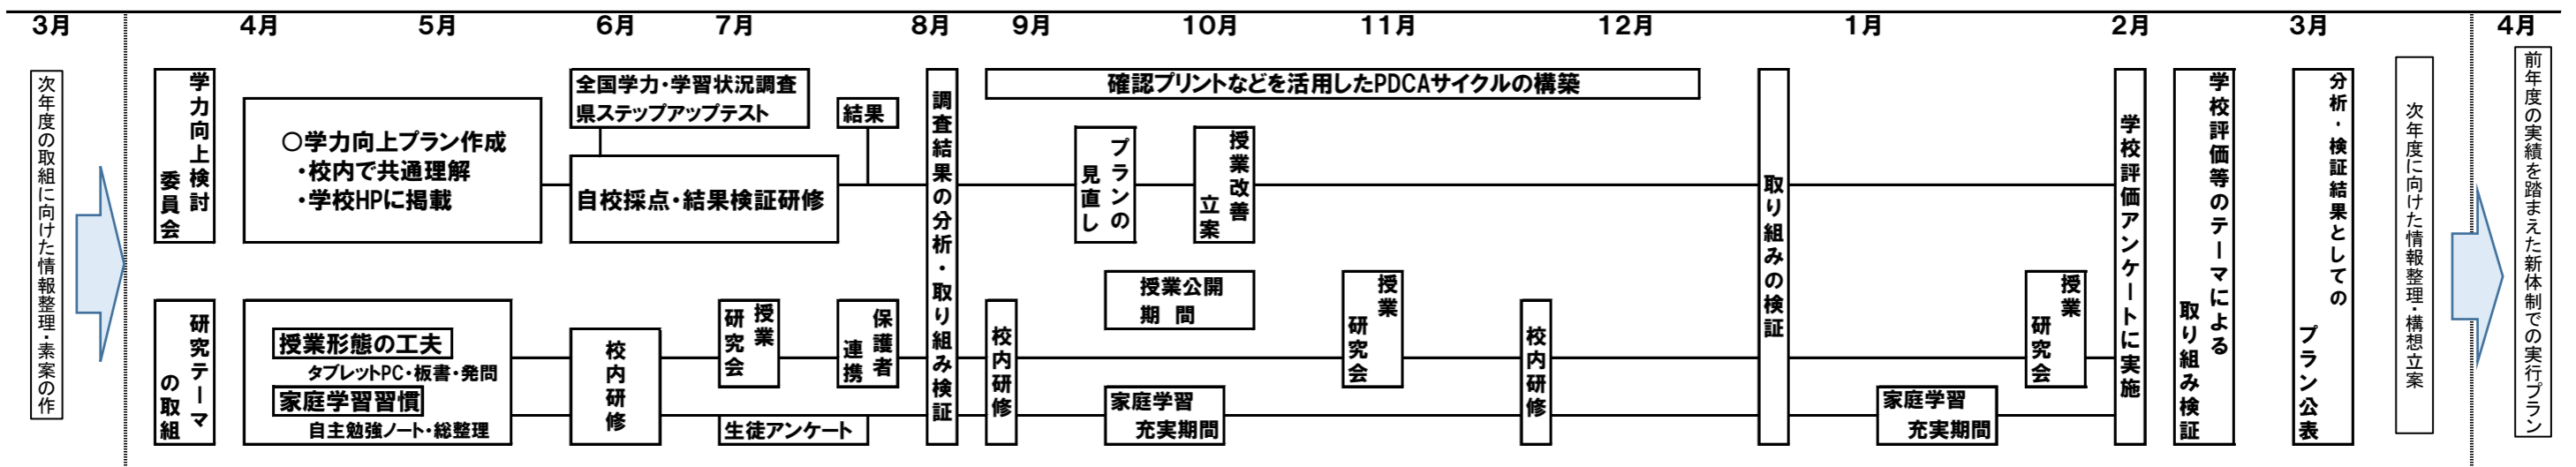 3月
4月
5月
6月
7月
8月
9月
10月
11月
12月
1月
2月
3月
4月
次年度の取組に向けた情報整理・素案の作
学力向上検討
委員会
○学力向上プラン作成
・校内で共通理解
・学校HPに掲載
全国学力・学習状況調査
県ステップアップテスト
自校採点・結果検証研修
結果
調査結果の分析・取り組み検証
確認プリントなどを活用したPDCAサイクルの構築
プランの
見直し
授業改善
立案
取り組みの検証
学校評価アンケートに実施
学校評価等のテーマによる
取り組み検証
分析・検証結果としての
プラン公表
次年度に向けた情報整理・構想立案
前年度の実績を踏まえた新体制での実行プラン
研究テーマ
の取組
授業形態の工夫
タブレットPC・板書・発問
家庭学習習慣
自主勉強ノート・総整理
校内研修
授業
研究会
生徒アンケート
保護者
連携
校内研修
授業公開
期間
家庭学習
充実期間
授業
研究会
校内研修
家庭学習
充実期間
授業
研究会